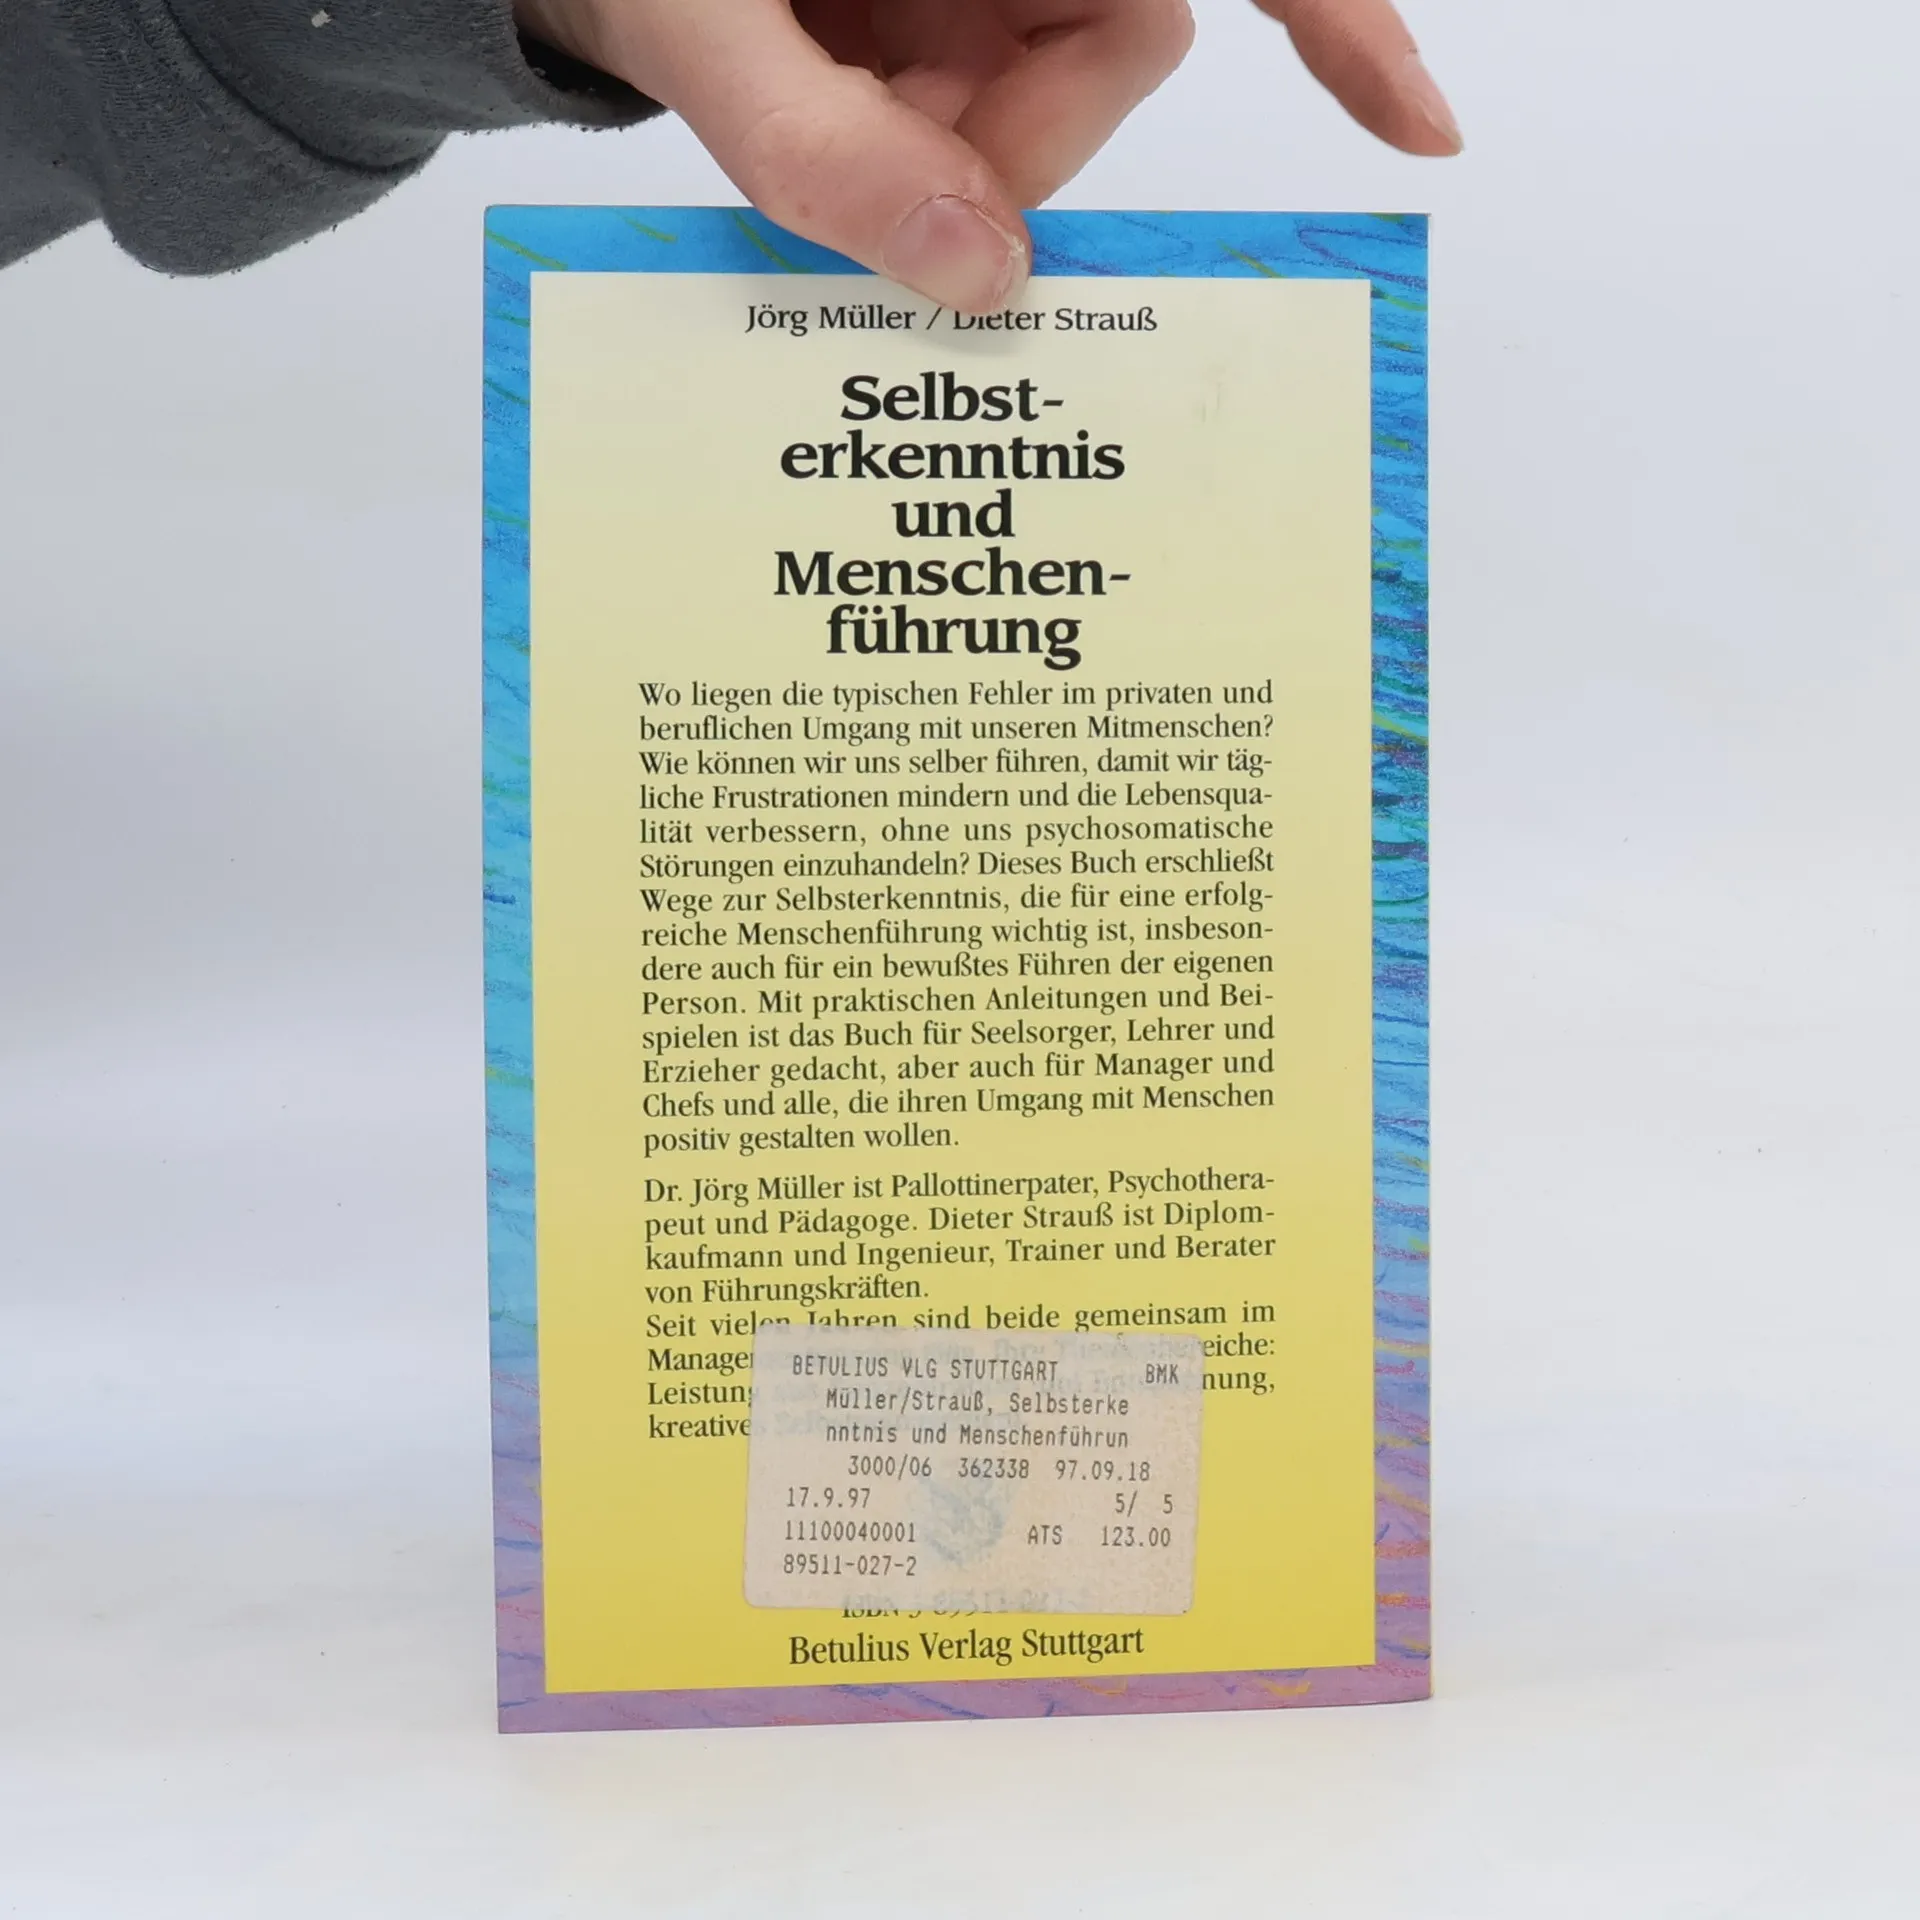 Jörg Müller / Dieter Strauß
Selbst-
erkenntnis
und
Menschen-
führung
Wo liegen die typischen Fehler im privaten und
beruflichen Umgang mit unseren Mitmenschen?
Wie können wir uns selber führen, damit wir täg-
liche Frustrationen mindern und die Lebensqua-
lität verbessern, ohne uns psychosomatische
Störungen einzuhandeln? Dieses Buch erschließt
Wege zur Selbsterkenntnis, die für eine erfolg-
reiche Menschenführung wichtig ist, insbeson-
dere auch für ein bewußtes Führen der eigenen
Person. Mit praktischen Anleitungen und Bei-
spielen ist das Buch für Seelsorger, Lehrer und
Erzieher gedacht, aber auch für Manager und
Chefs und alle, die ihren Umgang mit Menschen
positiv gestalten wollen.
Dr. Jörg Müller ist Pallottinerpater, Psychothera-
peut und Pädagoge. Dieter Strauß ist Diplom-
kaufmann und Ingenieur, Trainer und Berater
von Führungskräften.
Seit vielen Jahren sind beide gemeinsam im
BETULIUS VLG STUTTGART BMK
Müller/Strauß, Selbsterke
nntnis und Menschenführun
3000/06 362338 97.09.18
17.9.97 5/ 5
11100040001 ATS 123.00
89511-027-2
Betulius Verlag Stuttgart